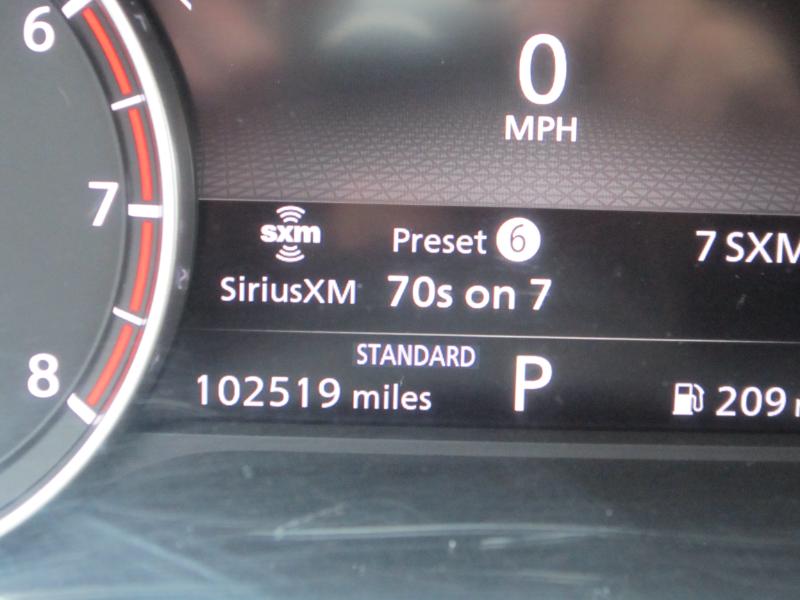 6
7
8
0
MPH
sxm
SiriusXM
Preset 6
70s on 7
7 SXM
STANDARD
102519 miles
P
209